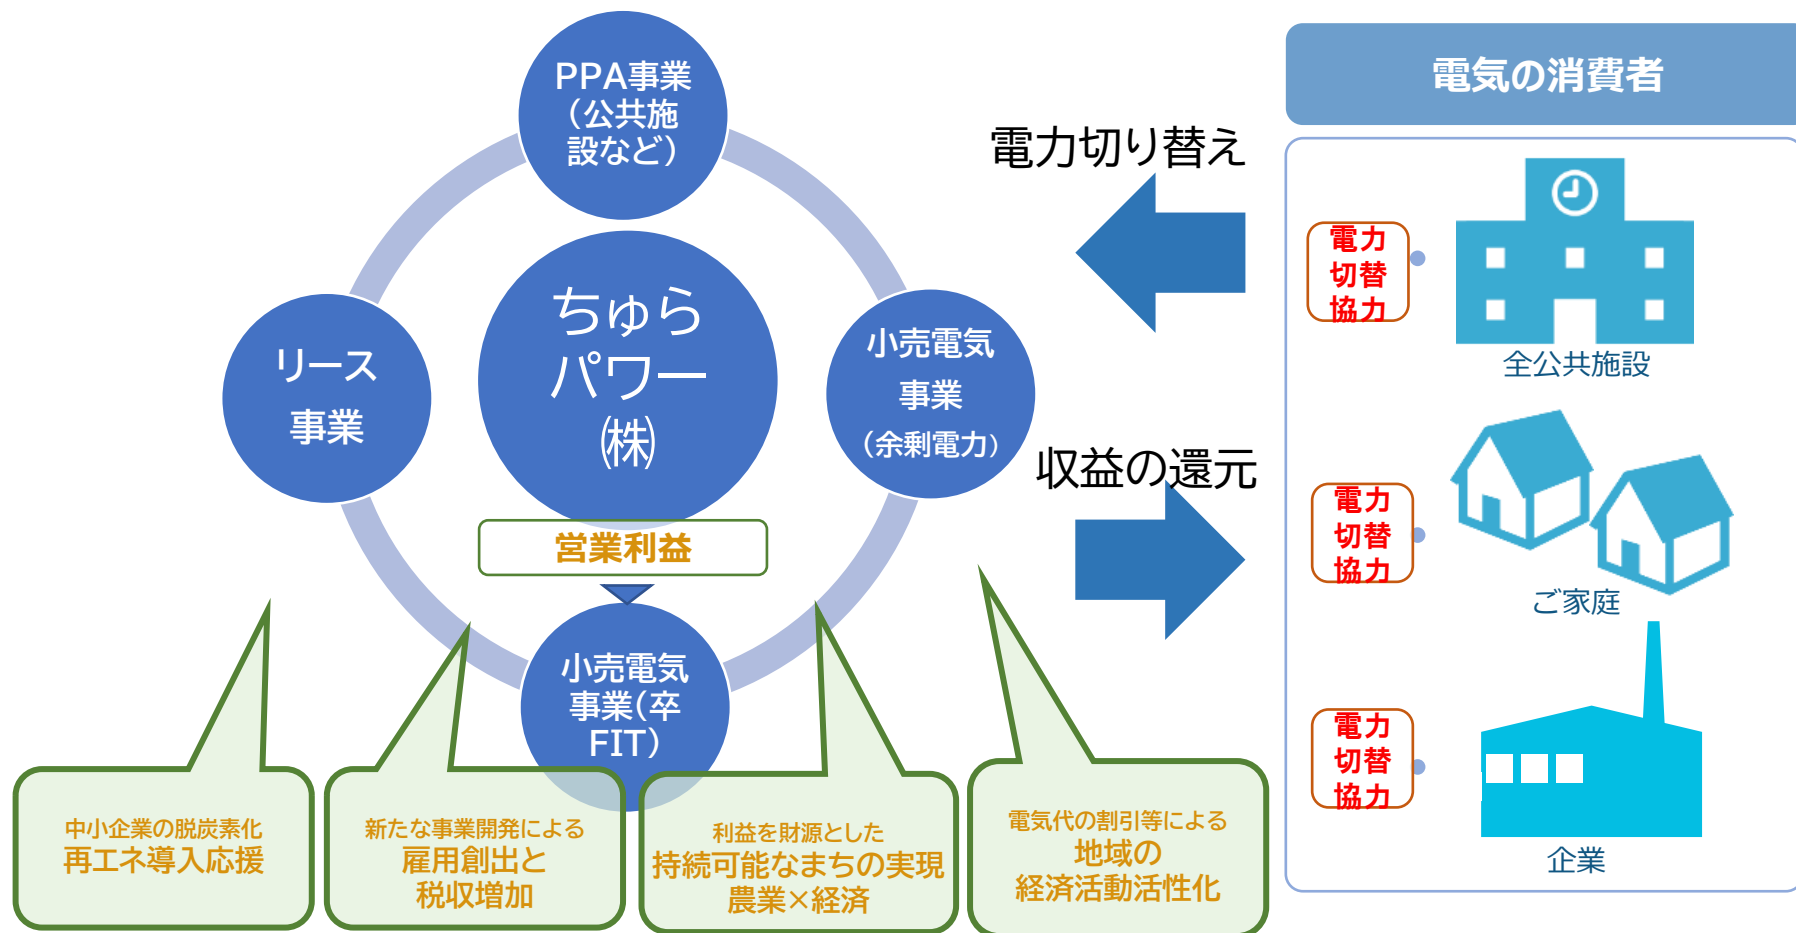 PPA事業
（公共施
設など）
ちゅら
パワー
㈱
リース
事業
小売電気
事業
（余剰電力）
営業利益
小売電気
事業（卒
FIT）
中小企業の脱炭素化
再エネ導入応援
新たな事業開発による
雇用創出と
税収増加
利益を財源とした
持続可能なまちの実現
農業×経済
電気代の割引等による
地域の
経済活動活性化
電力切り替え
収益の還元
電気の消費者
電力
切替
協力
全公共施設
電力
切替
協力
ご家庭
電力
切替
協力
企業